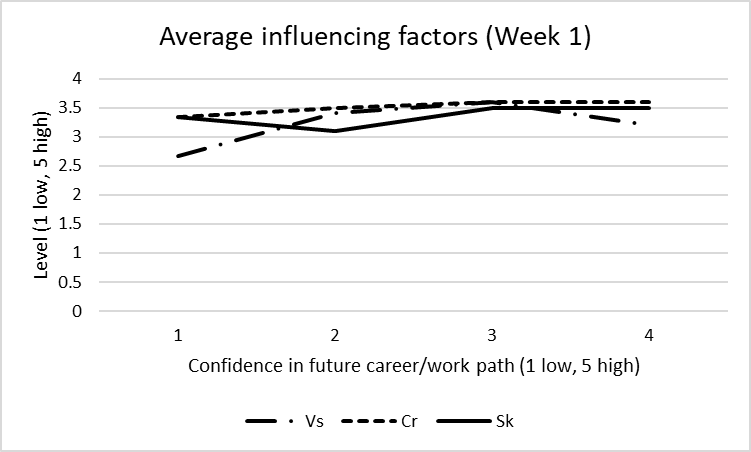 Average influencing factors (Week 1)
Level (1 low, 5 high)
4
3.5
3
2.5
2
1.5
1
0.5
0
1 2 3 4
Confidence in future career/work path (1 low, 5 high)
Vs Cr Sk